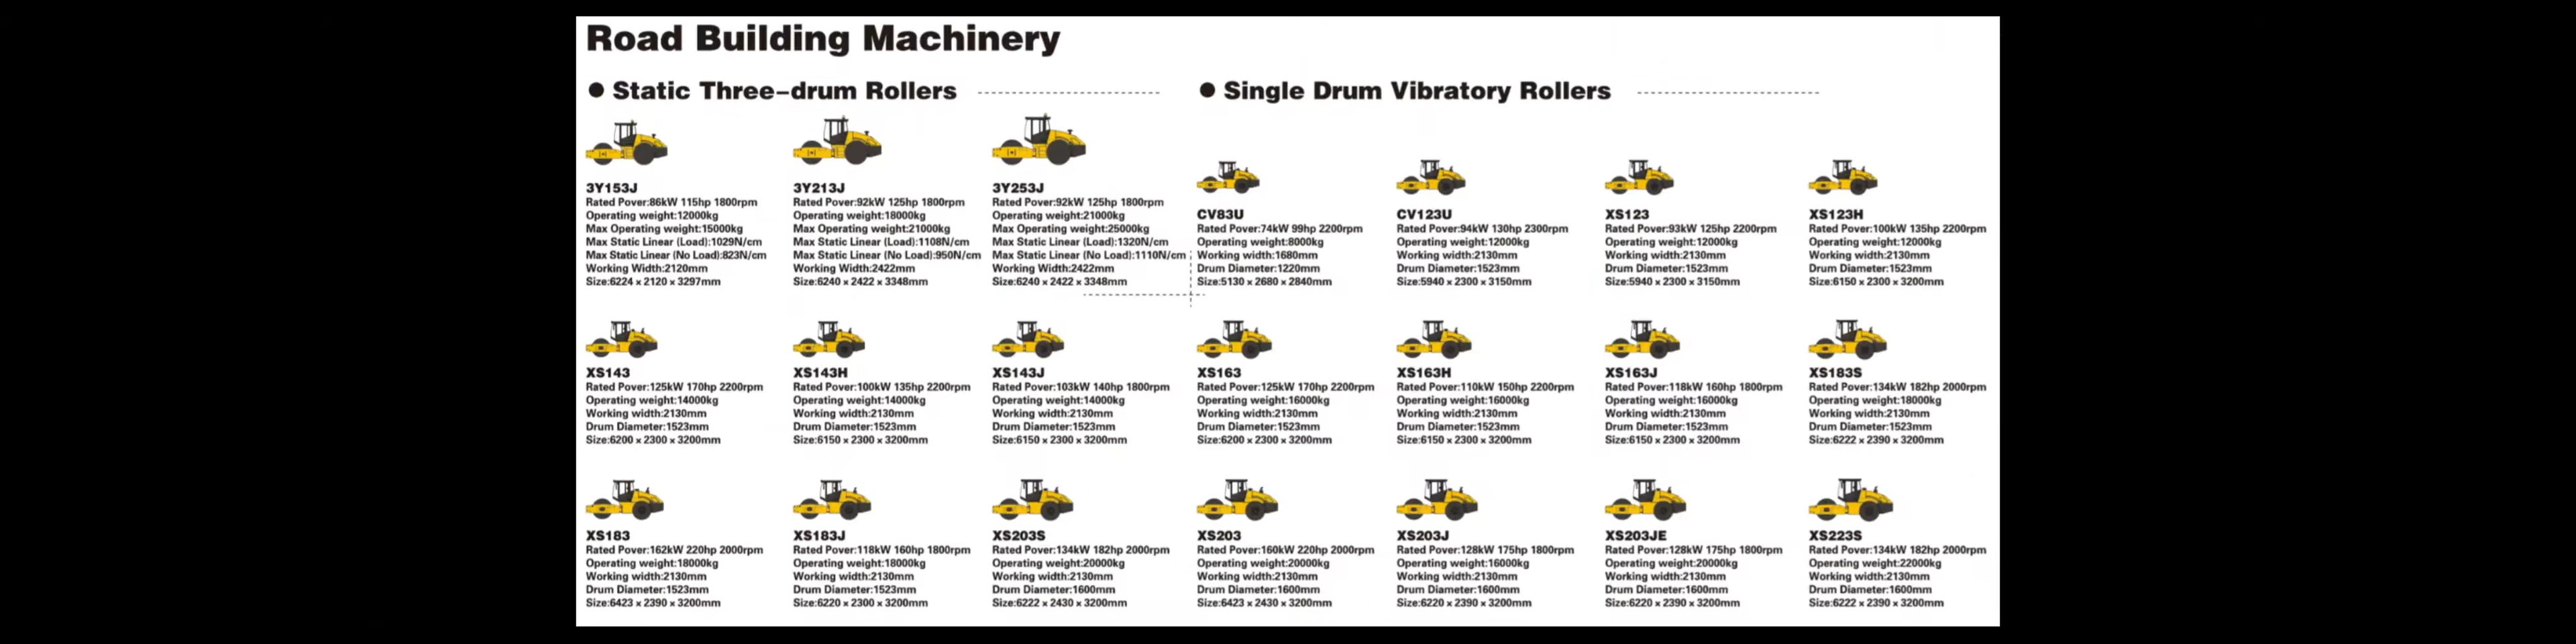 Road Building Machinery
● Static Three-drum Rollers
3Y153J
Rated Pover:86kW 115hp 1800rpm
Operating weight:12000kg
Max Operating weight:15000kg
Max Static Linear (Load):1029N/cm
Max Static Linear (No Load):823N/cm
Working Width:2120mm
Size:6224 x 2120 x 3297mm
3Y213J
Rated Pover:92kW 125hp 1800rpm
Operating weight:18000kg
Max Operating weight:21000kg
Max Static Linear (Load):1108N/cm
Max Static Linear (No Load):950N/cm
Working Width:2422mm
Size:6240 x 2422 x 3348mm
3Y253J
Rated Pover:92kW 125hp 1800rpm
Operating weight:21000kg
Max Operating weight:25000kg
Max Static Linear (Load):1320N/cm
Max Static Linear (No Load):1110N/cm
Working Width:2422mm
Size:6240 x 2422 x 3348mm
● Single Drum Vibratory Rollers
CV83U
Rated Pover:74kW 99hp 2200rpm
Operating weight:8000kg
Working width:1680mm
Drum Diameter:1220mm
Size:5130 x 2680 x 2840mm
CV123U
Rated Pover:94kW 130hp 2300rpm
Operating weight:12000kg
Working width:2130mm
Drum Diameter:1523mm
Size:5940 x 2300 x 3150mm
XS123
Rated Pover:93kW 125hp 2200rpm
Operating weight:12000kg
Working width:2130mm
Drum Diameter:1523mm
Size:5940 x 2300 x 3150mm
XS123H
Rated Pover:100kW 135hp 2200rpm
Operating weight:12000kg
Working width:2130mm
Drum Diameter:1523mm
Size:6150 x 2300 x 3200mm
XS143
Rated Pover:125kW 170hp 2200rpm
Operating weight:14000kg
Working width:2130mm
Drum Diameter:1523mm
Size:6200 x 2300 x 3200mm
XS143H
Rated Pover:100kW 135hp 2200rpm
Operating weight:14000kg
Working width:2130mm
Drum Diameter:1523mm
Size:6150 x 2300 x 3200mm
XS143J
Rated Pover:103kW 140hp 1800rpm
Operating weight:14000kg
Working width:2130mm
Drum Diameter:1523mm
Size:6150 x 2300 x 3200mm
XS163
Rated Pover:125kW 170hp 2200rpm
Operating weight:16000kg
Working width:2130mm
Drum Diameter:1523mm
Size:6200 x 2300 x 3200mm
XS163H
Rated Pover:110kW 150hp 2200rpm
Operating weight:16000kg
Working width:2130mm
Drum Diameter:1523mm
Size:6150 x 2300 x 3200mm
XS163J
Rated Pover:118kW 160hp 1800rpm
Operating weight:16000kg
Working width:2130mm
Drum Diameter:1523mm
Size:6150 x 2300 x 3200mm
XS183S
Rated Pover:134kW 182hp 2000rpm
Operating weight:18000kg
Working width:2130mm
Drum Diameter:1523mm
Size:6222 x 2390 x 3200mm
XS183
Rated Pover:162kW 220hp 2000rpm
Operating weight:18000kg
Working width:2130mm
Drum Diameter:1523mm
Size:6423 x 2390 x 3200mm
XS183J
Rated Pover:118kW 160hp 1800rpm
Operating weight:18000kg
Working width:2130mm
Drum Diameter:1523mm
Size:6220 x 2300 x 3200mm
XS203S
Rated Pover:134kW 182hp 2000rpm
Operating weight:20000kg
Working width:2130mm
Drum Diameter:1600mm
Size:6222 x 2430 x 3200mm
XS203
Rated Pover:160kW 220hp 2000rpm
Operating weight:20000kg
Working width:2130mm
Drum Diameter:1600mm
Size:6423 x 2430 x 3200mm
XS203J
Rated Pover:128kW 175hp 1800rpm
Operating weight:16000kg
Working width:2130mm
Drum Diameter:1600mm
Size:6220 x 2390 x 3200mm
XS203JE
Rated Pover:128kW 175hp 1800rpm
Operating weight:20000kg
Working width:2130mm
Drum Diameter:1600mm
Size:6220 x 2390 x 3200mm
XS223S
Rated Pover:134kW 182hp 2000rpm
Operating weight:22000kg
Working width:2130mm
Drum Diameter:1600mm
Size:6222 x 2390 x 3200mm